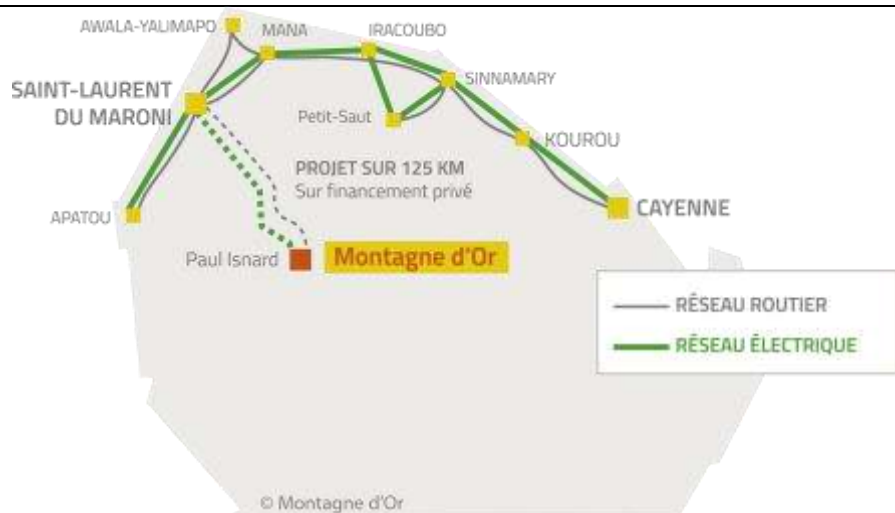 AWALA-YALIMAPO
MANA
IRACOUBO
SAINT-LAURENT
DU MARONI
SINNAMARY
Petit-Saut
KOUROU
PROJET SUR 125 KM
Sur financement privé
CAYENNE
APATOU
Paul Isnard
Montagne d'Or
RÉSEAU ROUTIER
RÉSEAU ÉLECTRIQUE
© Montagne d'Or